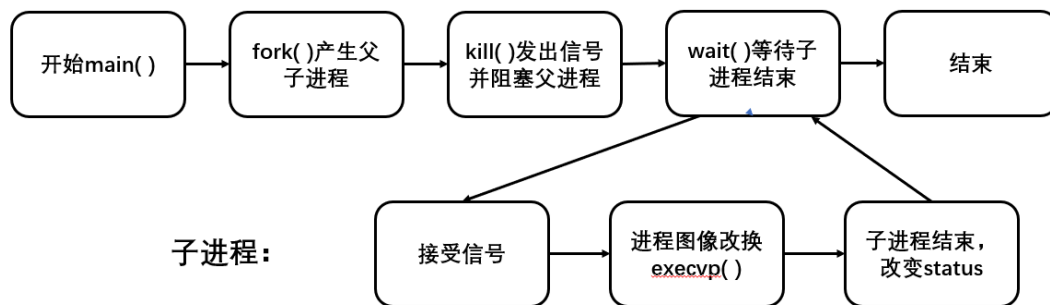 开始main( )
fork( )产生父
子进程
kill( )发出信号
并阻塞父进程
wait( )等待子
进程结束
结束
子进程：
接受信号
进程图像改换
execvp( )
子进程结束，
改变status